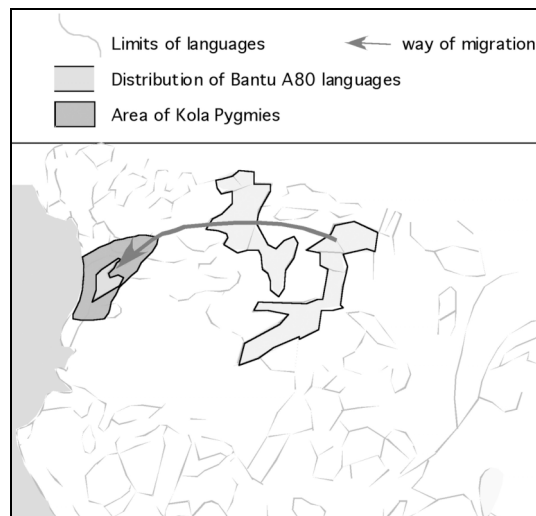 Limits of languages
way of migration
Distribution of Bantu A80 languages
Area of Kola Pygmies